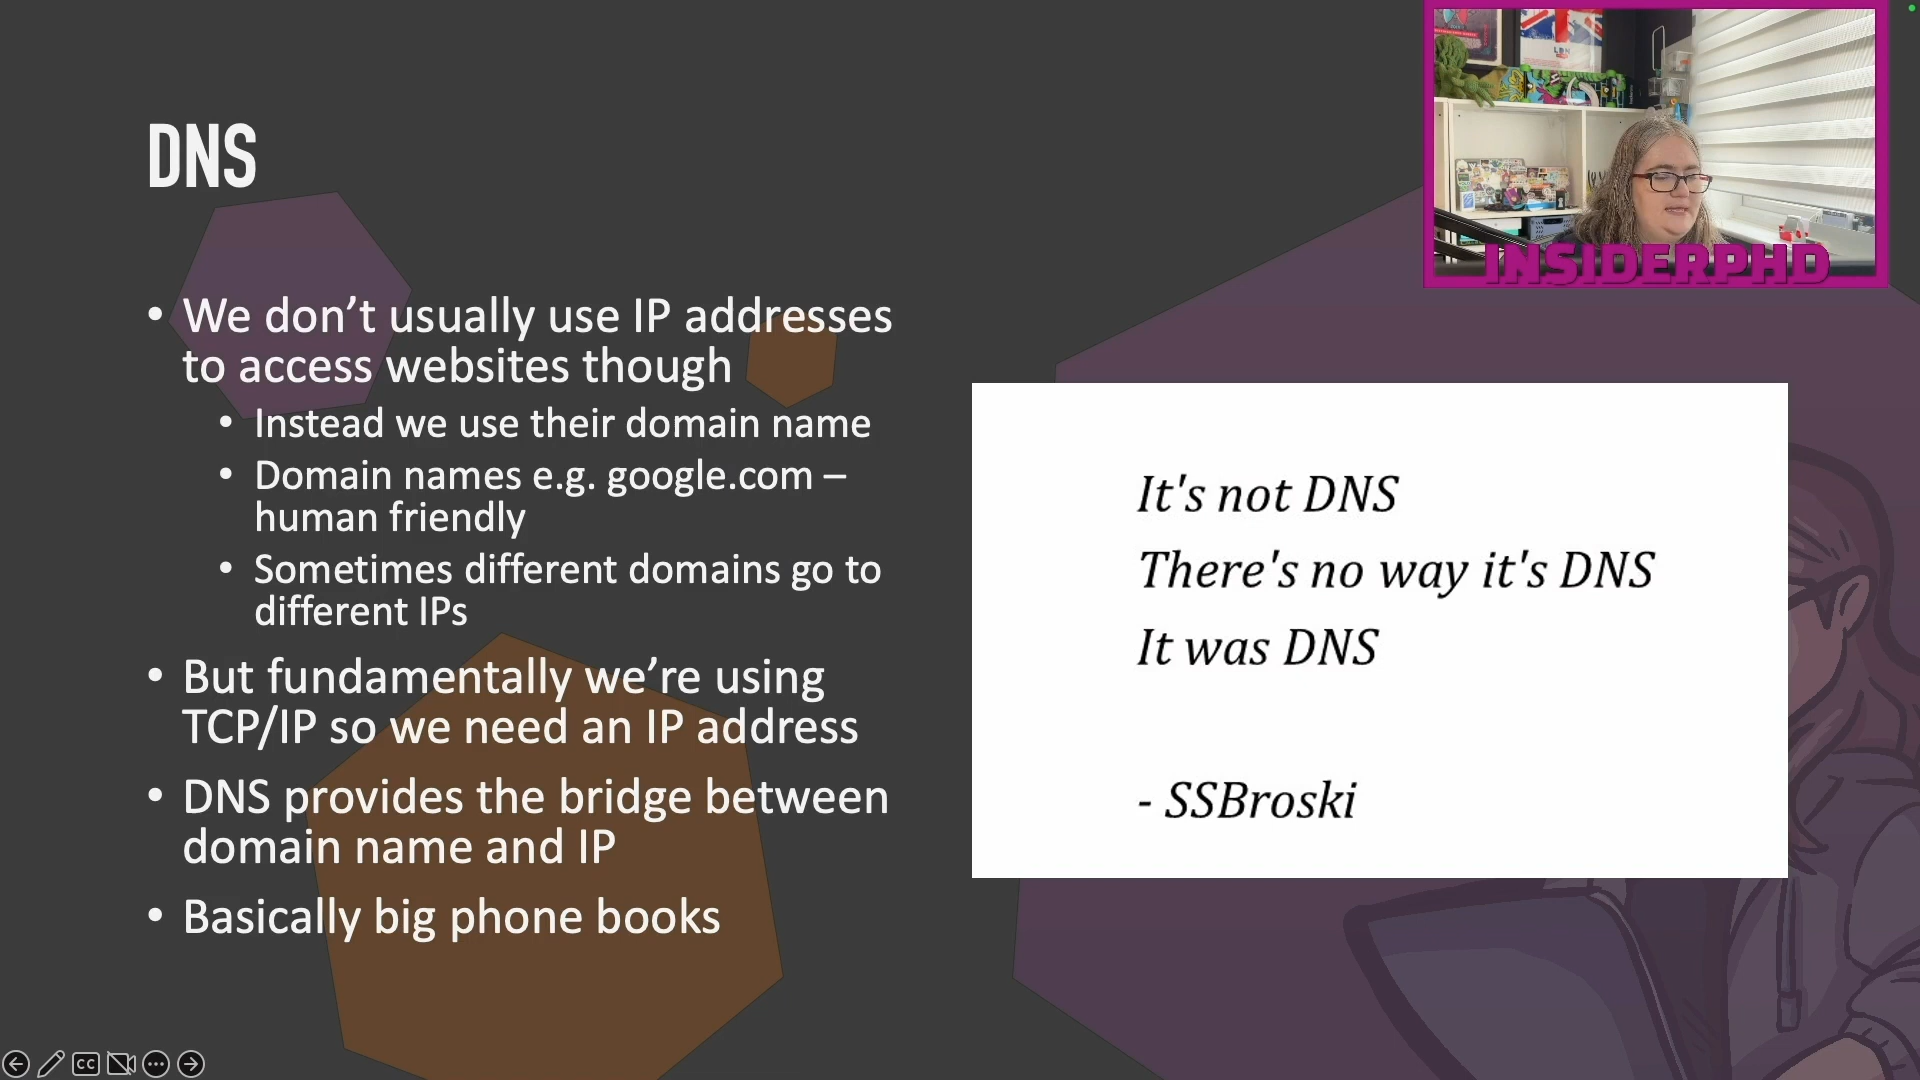 DNS
• We don’t usually use IP addresses
to access websites though
• Instead we use their domain name
• Domain names e.g. google.com –
human friendly
• Sometimes different domains go to
different IPs
• But fundamentally we’re using
TCP/IP so we need an IP address
• DNS provides the bridge between
domain name and IP
• Basically big phone books
It's not DNS
There's no way it's DNS
It was DNS
- SSBroski
INSIDERPHD
LDN
CC